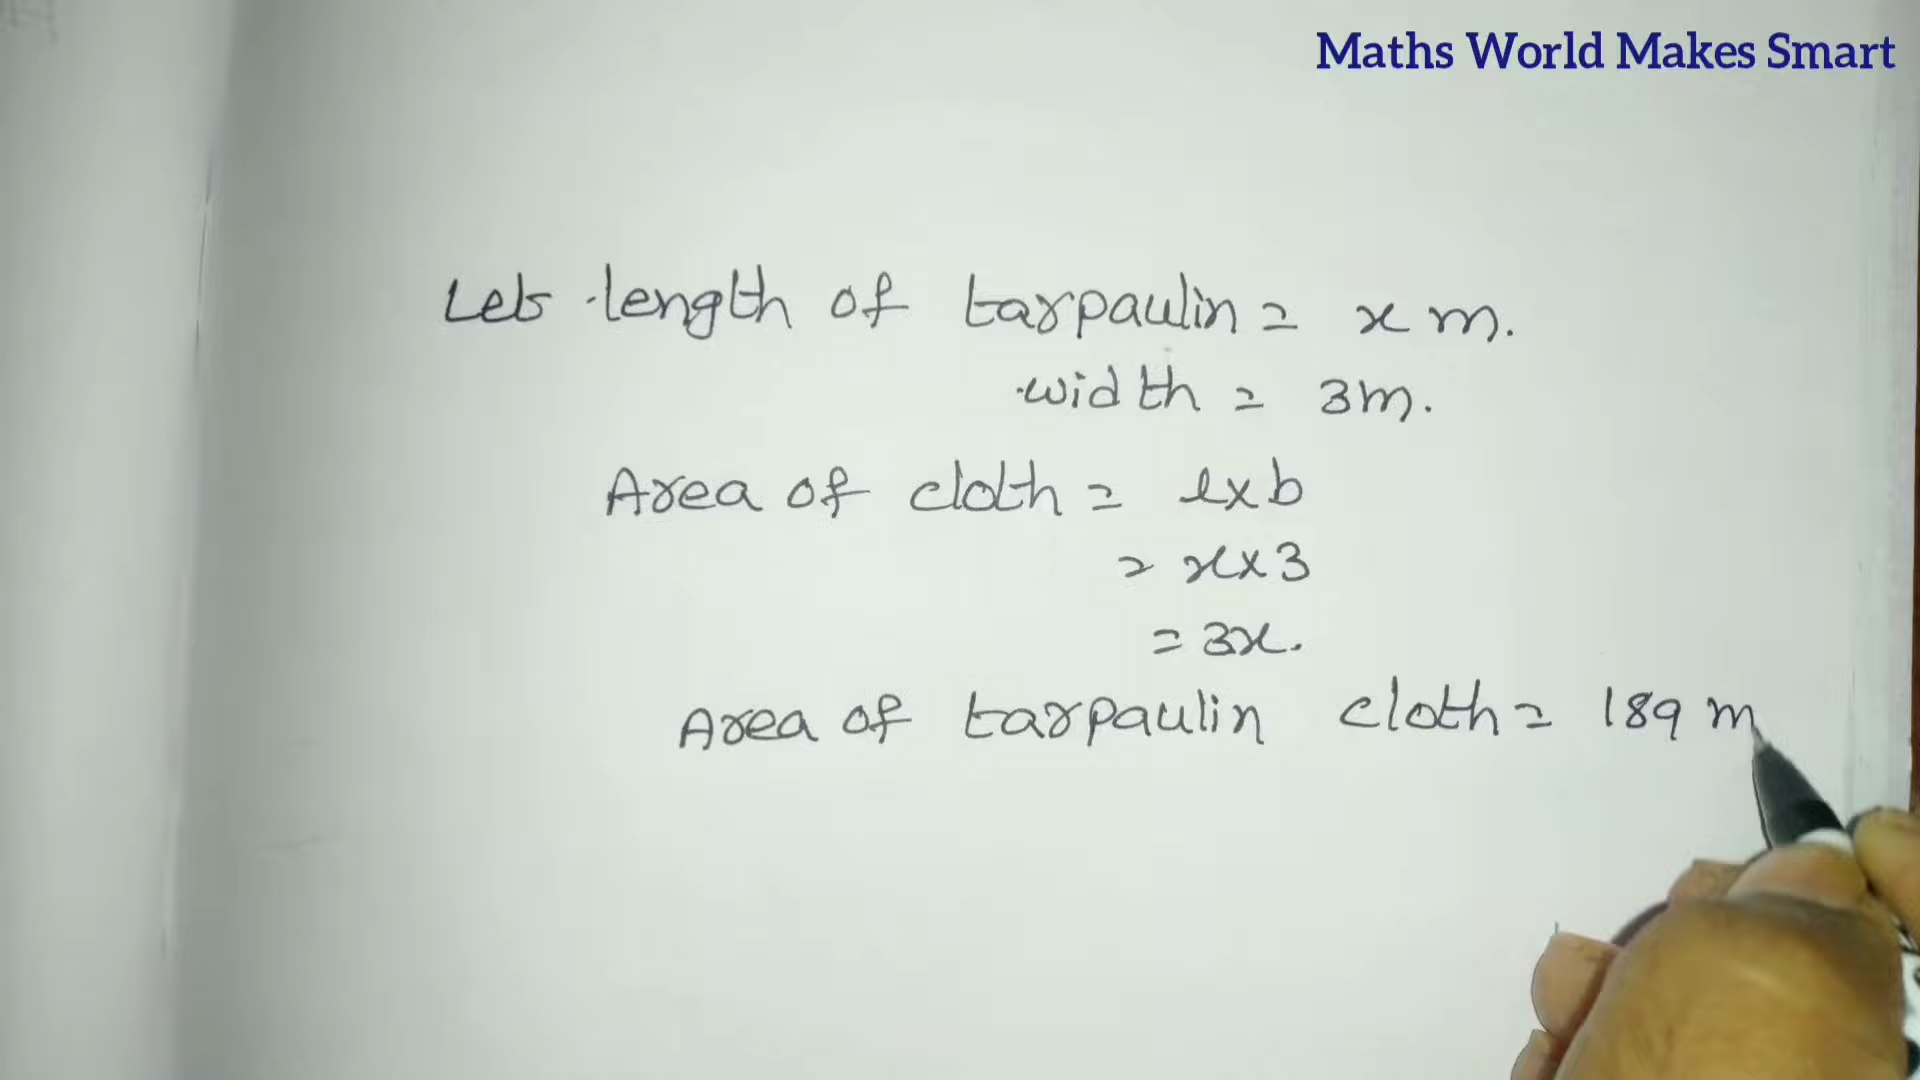 Maths World Makes Smart
Let length of tarpaulin = x m.
width = 3m.
Area of cloth = l×b
= x×3
= 3x.
Area of tarpaulin cloth = 189 m